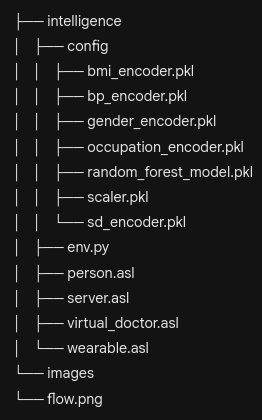 ├── intelligence
│   ├── config
│   │   ├── bmi_encoder.pkl
│   │   ├── bp_encoder.pkl
│   │   ├── gender_encoder.pkl
│   │   ├── occupation_encoder.pkl
│   │   ├── random_forest_model.pkl
│   │   ├── scaler.pkl
│   │   └── sd_encoder.pkl
│   ├── env.py
│   ├── person.asl
│   ├── server.asl
│   ├── virtual_doctor.asl
│   └── wearable.asl
└── images
└── flow.png